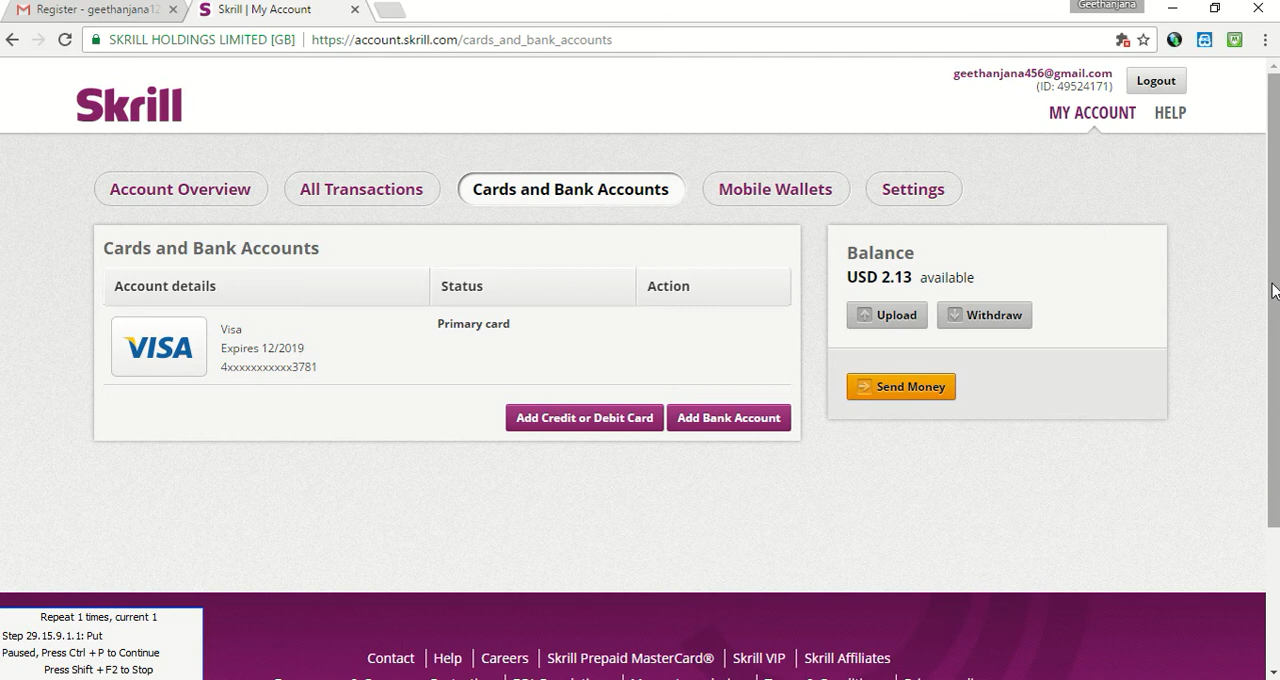 Register - geethanjana12
Skrill | My Account
Geethanjana
SKRILL HOLDINGS LIMITED [GB]
https://account.skrill.com/cards_and_bank_accounts
geethanjana456@gmail.com
(ID: 49524171)
Logout
Skrill
MY ACCOUNT HELP
Account Overview All Transactions Cards and Bank Accounts Mobile Wallets Settings
Cards and Bank Accounts
Account details Status Action
VISA
Visa
Expires 12/2019
4xxxxxxxxxxx3781
Primary card
Add Credit or Debit Card Add Bank Account
Balance
USD 2.13 available
Upload Withdraw
Send Money
Repeat 1 times, current 1
Step 29.15.9.1.1: Put
Paused, Press Ctrl + P to Continue
Press Shift + F2 to Stop
Contact Help Careers Skrill Prepaid MasterCard® Skrill VIP Skrill Affiliates